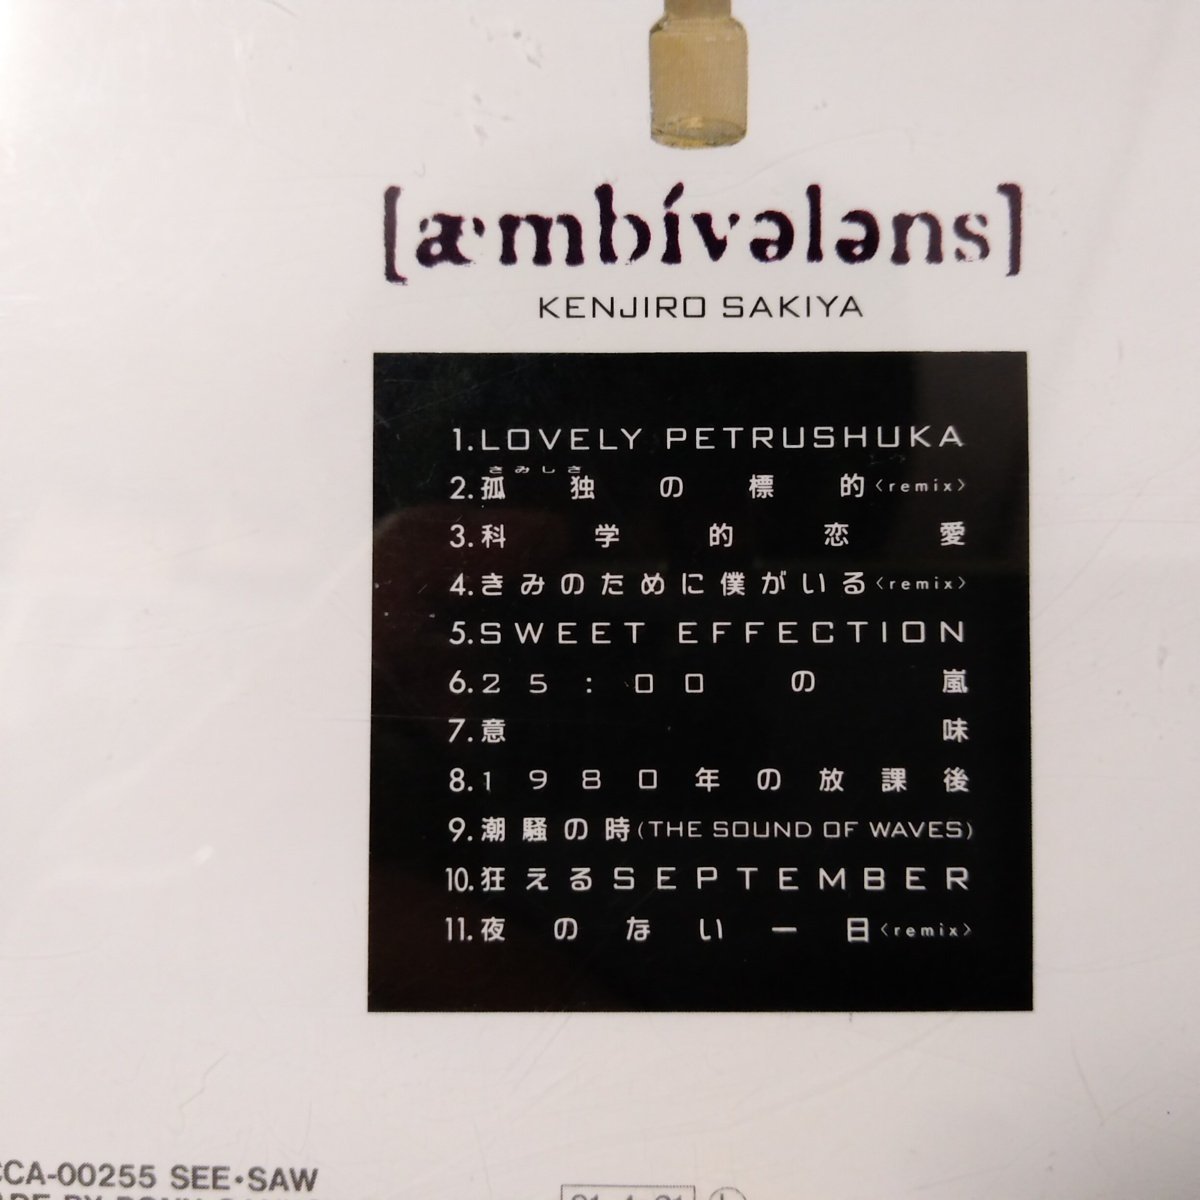 [æmbívələns]
KENJIRO SAKIYA
1.LOVELY PETRUSHUKA
さみしさ
2.孤独の標的〈remix〉
3.科学的恋愛
4.きみのために僕がいる〈remix〉
5.SWEET EFFECTION
6.25:00の嵐
7.意味
8.1980年の放課後
9.潮騒の時(THE SOUND OF WAVES)
10.狂えるSEPTEMBER
11.夜のない一日〈remix〉
CCA-00255 SEE•SAW